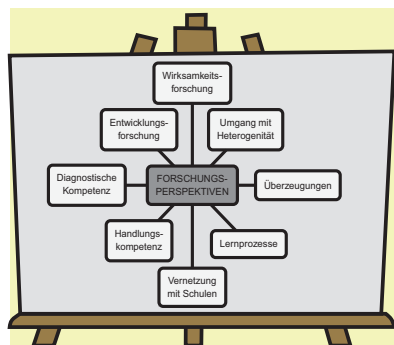 Wirksamkeits-
forschung
Entwicklungs-
forschung
Umgang mit
Heterogenität
Diagnostische
Kompetenz
FORSCHUNGS-
PERSPEKTIVEN
Überzeugungen
Handlungs-
kompetenz
Lernprozesse
Vernetzung
mit Schulen